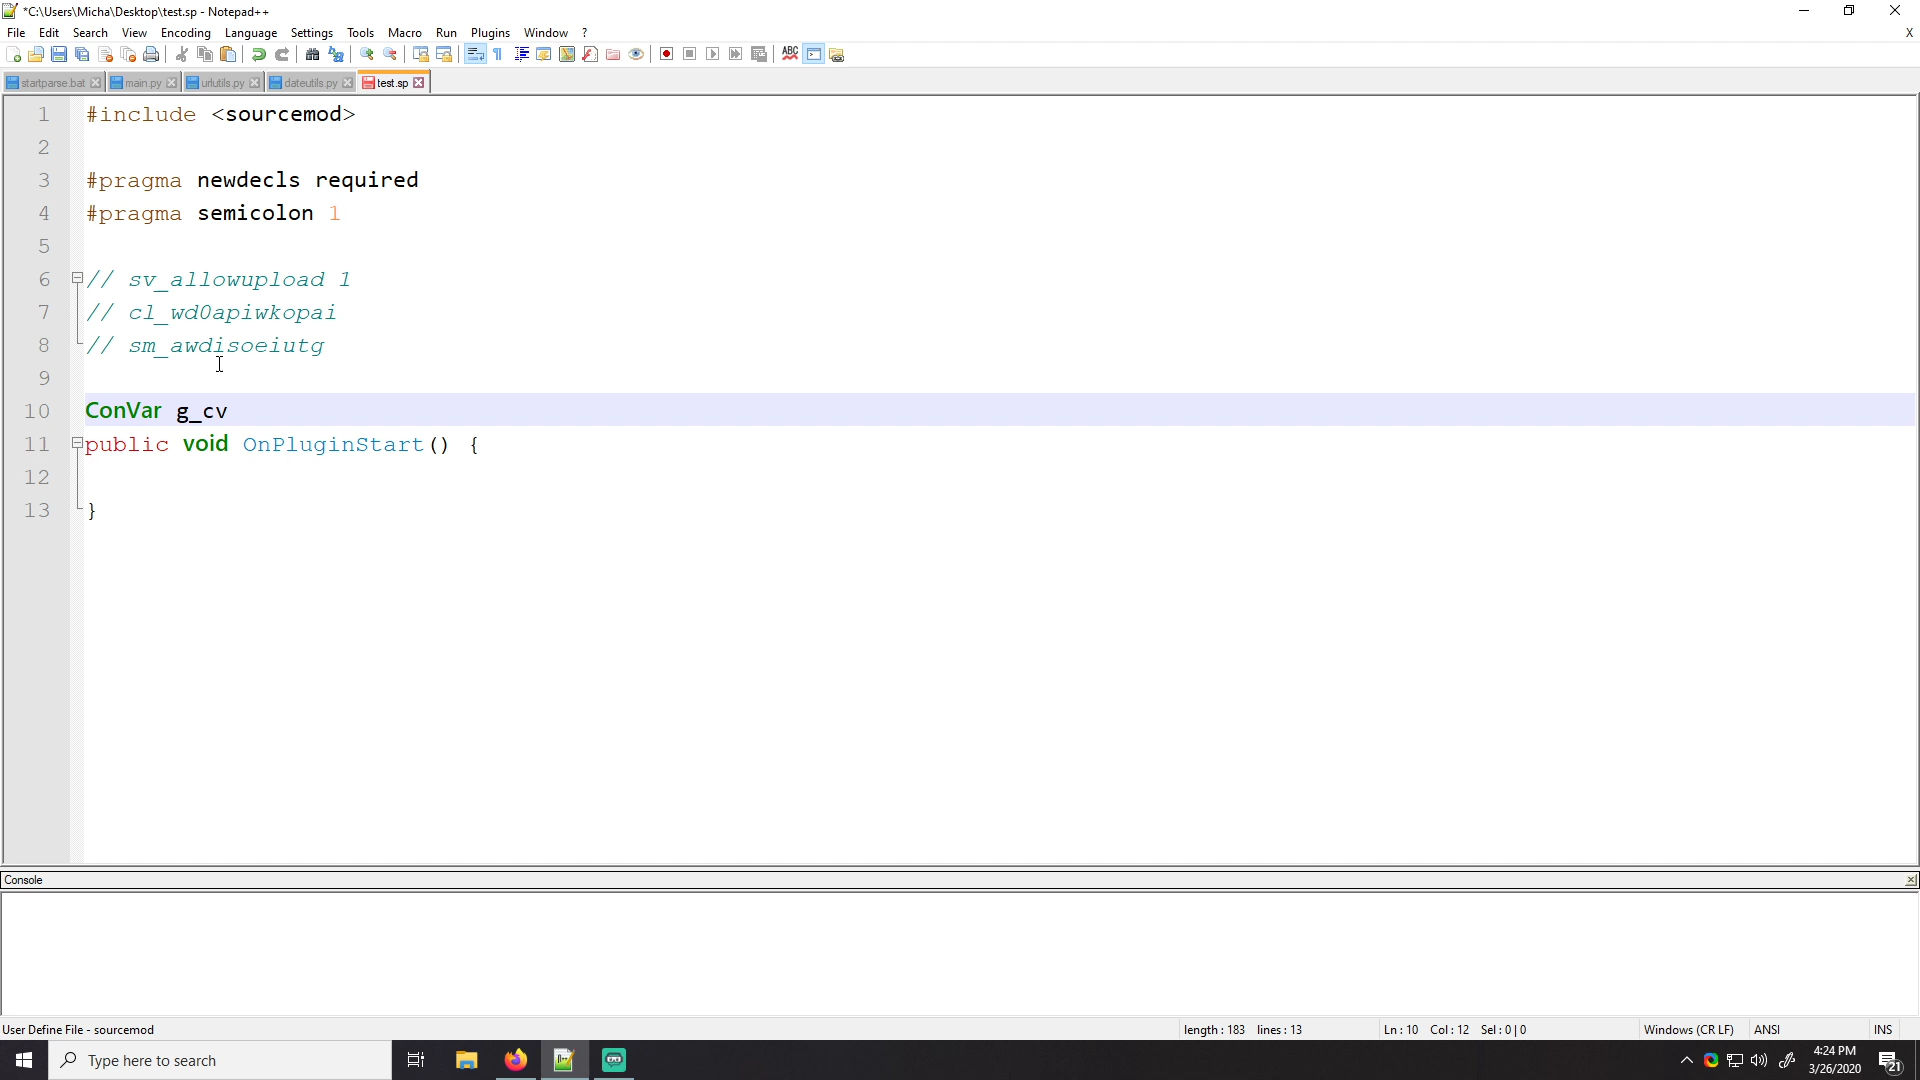 *C:\Users\Micha\Desktop\test.sp - Notepad++
File Edit Search View Encoding Language Settings Tools Macro Run Plugins Window ? X
startparse.bat main.py urlutils.py dateutils.py test.sp
1 #include <sourcemod>
2
3 #pragma newdecls required
4 #pragma semicolon 1
5
6 // sv_allowupload 1
7 // cl_wd0apiwkopai
8 // sm_awdisoeiutg
9
10 ConVar g_cv
11 public void OnPluginStart() {
12
13 }
Console
User Define File - sourcemod length : 183 lines : 13 Ln : 10 Col : 12 Sel : 0 | 0 Windows (CR LF) ANSI INS
Type here to search
4:24 PM
3/26/2020
21